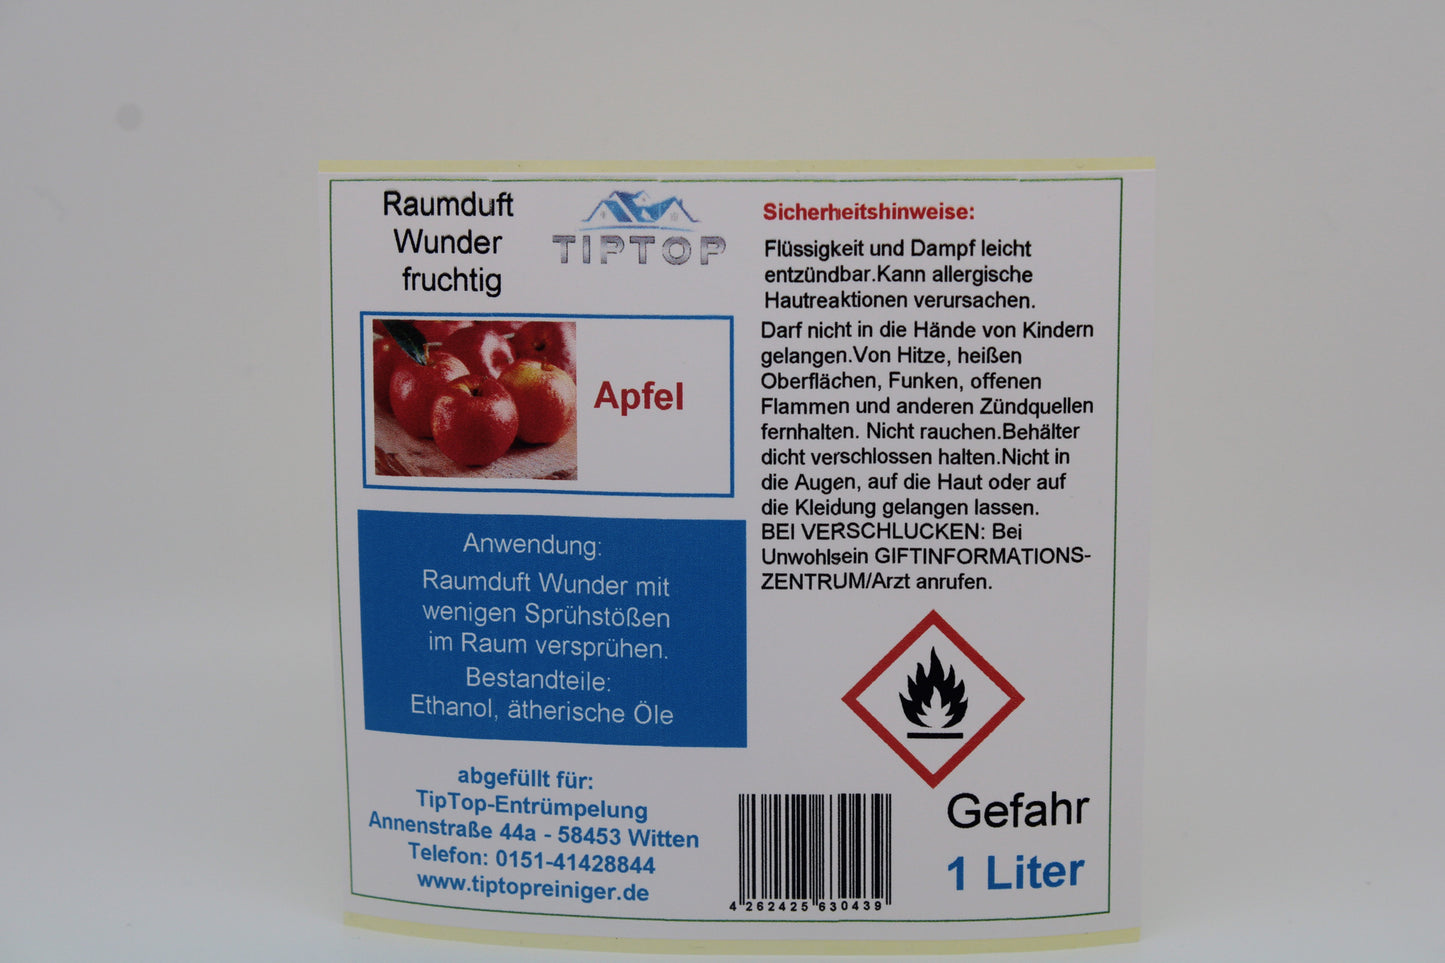 Raumduft
Wunder
fruchtig
TIPTOP
Apfel
Anwendung:
Raumduft Wunder mit
wenigen Sprühstößen
im Raum versprühen.
Bestandteile:
Ethanol, ätherische Öle
abgefüllt für:
TipTop-Entrümpelung
Annenstraße 44a - 58453 Witten
Telefon: 0151-41428844
www.tiptopreiniger.de
Sicherheitshinweise:
Flüssigkeit und Dampf leicht
entzündbar.Kann allergische
Hautreaktionen verursachen.
Darf nicht in die Hände von Kindern
gelangen.Von Hitze, heißen
Oberflächen, Funken, offenen
Flammen und anderen Zündquellen
fernhalten. Nicht rauchen.Behälter
dicht verschlossen halten.Nicht in
die Augen, auf die Haut oder auf
die Kleidung gelangen lassen.
BEI VERSCHLUCKEN: Bei
Unwohlsein GIFTINFORMATIONS-
ZENTRUM/Arzt anrufen.
Gefahr
1 Liter
4 262425 630439